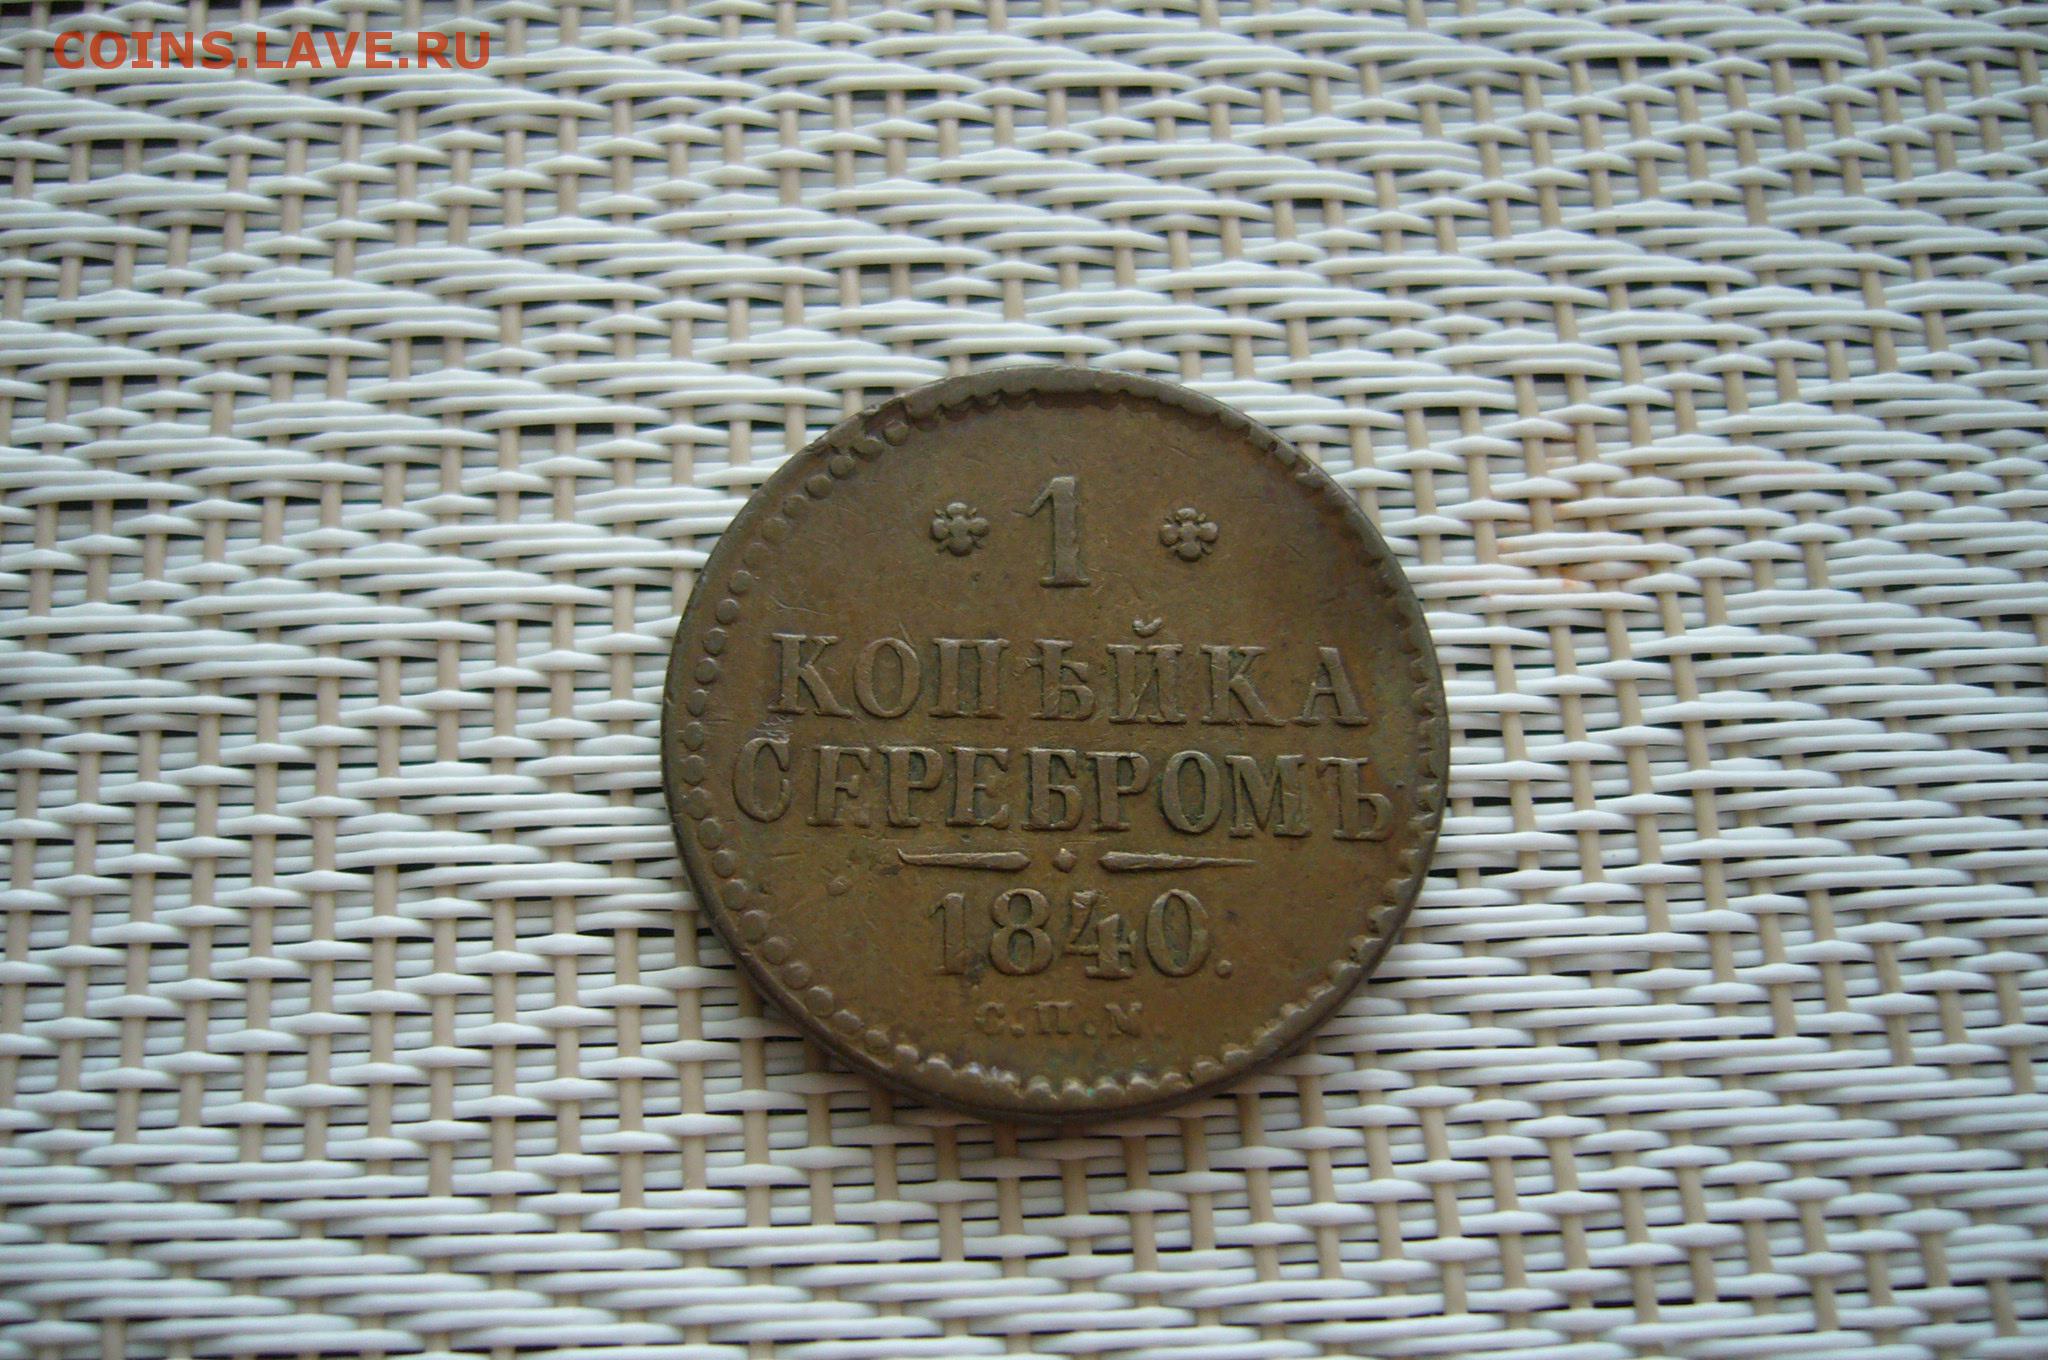 COINS.LAVE.RU
1
КОПѢЙКА
СЕРЕБРОМЪ
1840.
С.П.М.